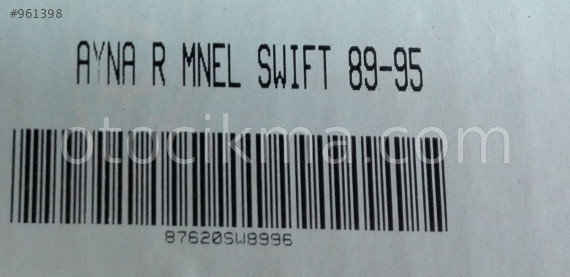 #961398
AYNA R MNEL SWIFT 89-95
otocikma.com
87620SW8996